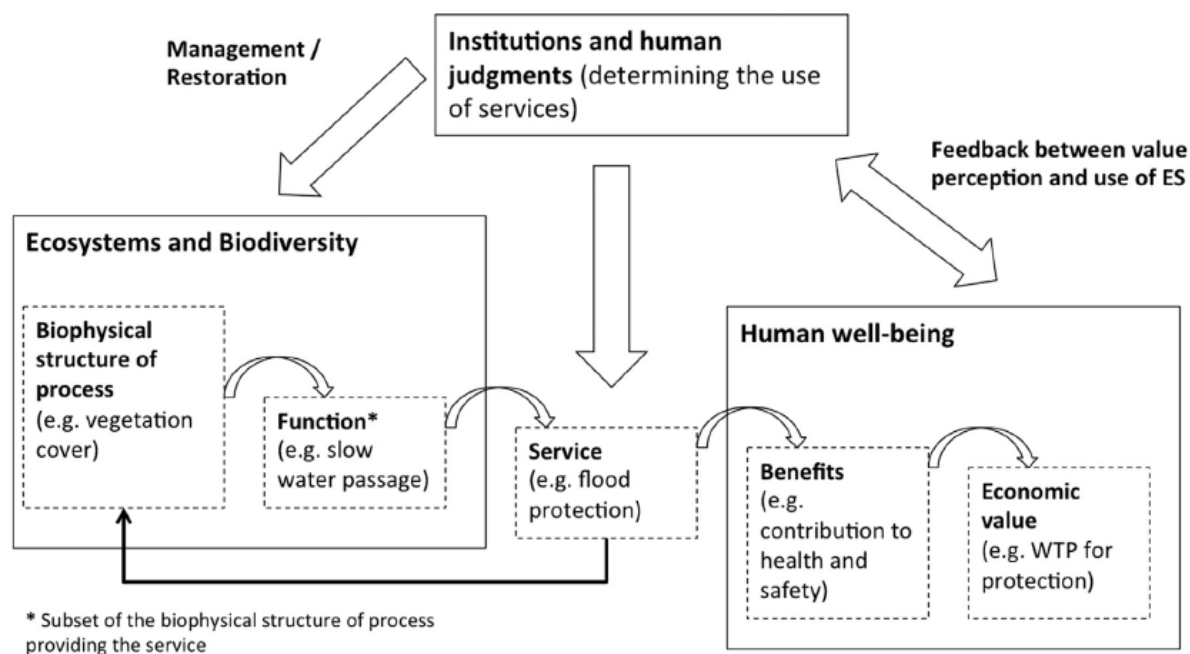 Management /
Restoration
Institutions and human
judgments (determining the use
of services)
Feedback between value
perception and use of ES
Ecosystems and Biodiversity
Biophysical
structure of
process
(e.g. vegetation
cover)
Function*
(e.g. slow
water passage)
Service
(e.g. flood
protection)
Human well-being
Benefits
(e.g.
contribution to
health and
safety)
Economic
value
(e.g. WTP for
protection)
* Subset of the biophysical structure of process
providing the service